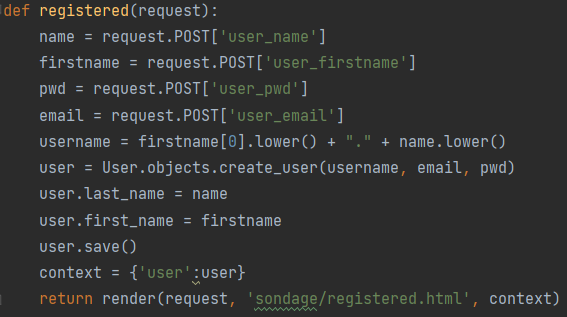 def registered(request):
    name = request.POST['user_name']
    firstname = request.POST['user_firstname']
    pwd = request.POST['user_pwd']
    email = request.POST['user_email']
    username = firstname[0].lower() + "." + name.lower()
    user = User.objects.create_user(username, email, pwd)
    user.last_name = name
    user.first_name = firstname
    user.save()
    context = {'user':user}
    return render(request, 'sondage/registered.html', context)